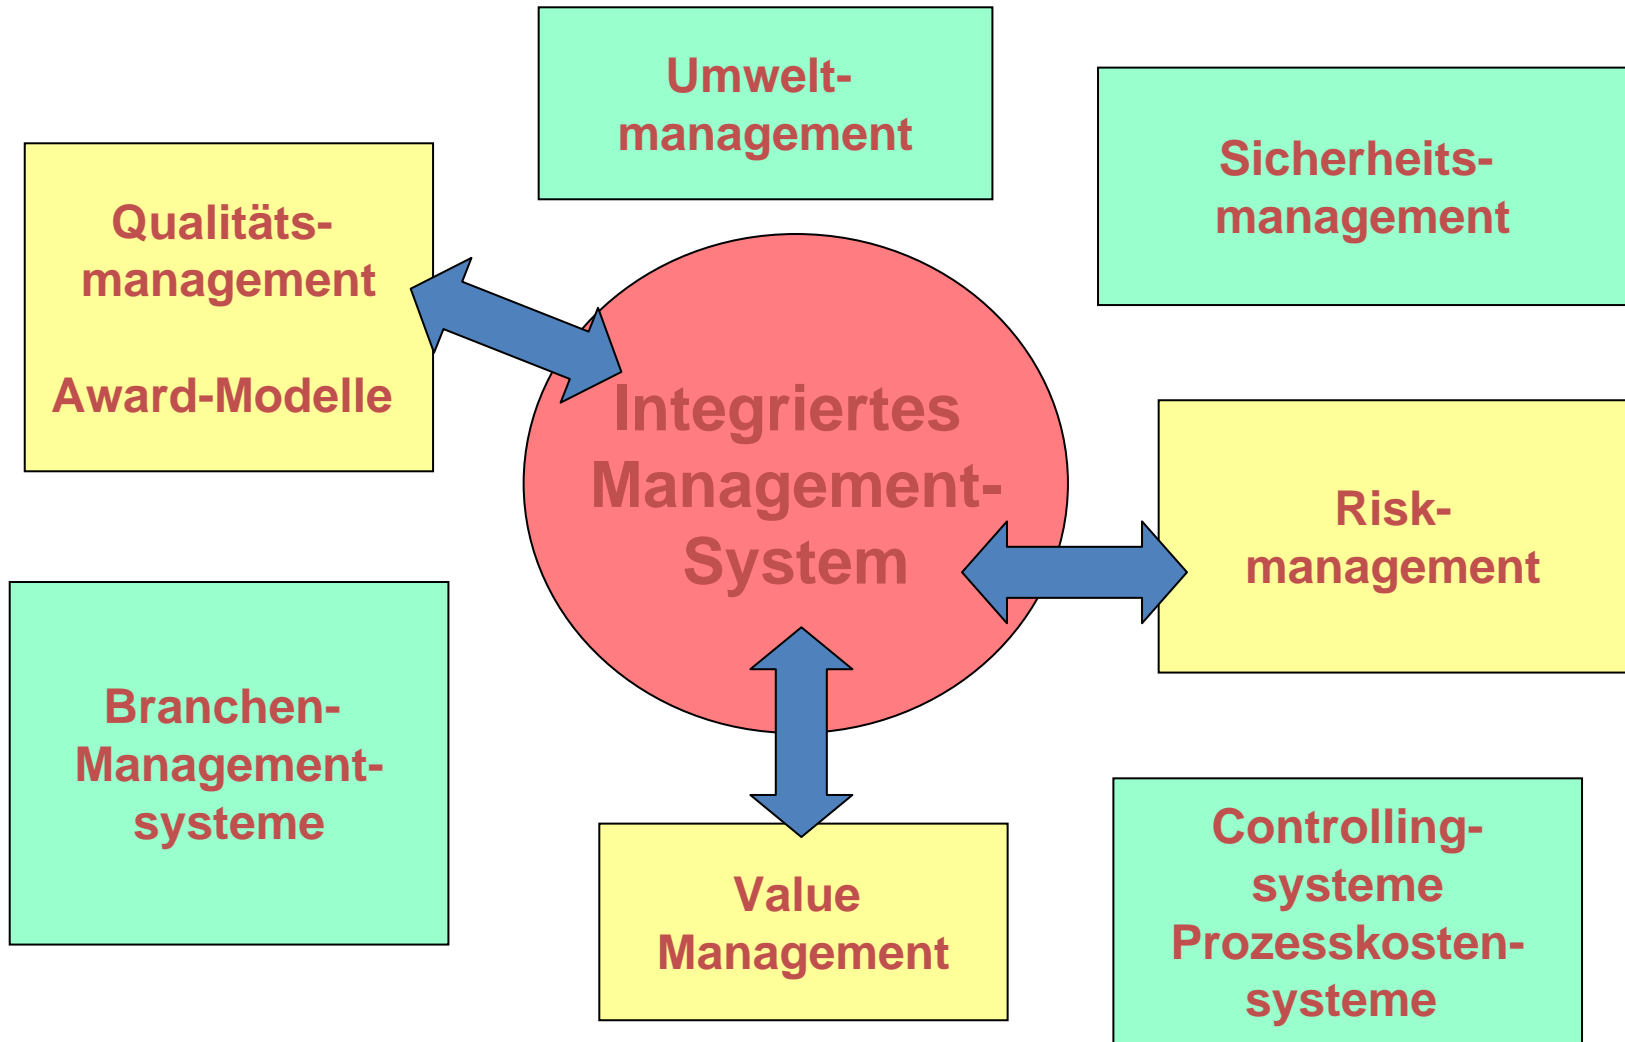 Umwelt-
management
Sicherheits-
management
Qualitäts-
management
Award-Modelle
Integriertes
Management-
System
Risk-
management
Branchen-
Management-
systeme
Value
Management
Controlling-
systeme
Prozesskosten-
systeme